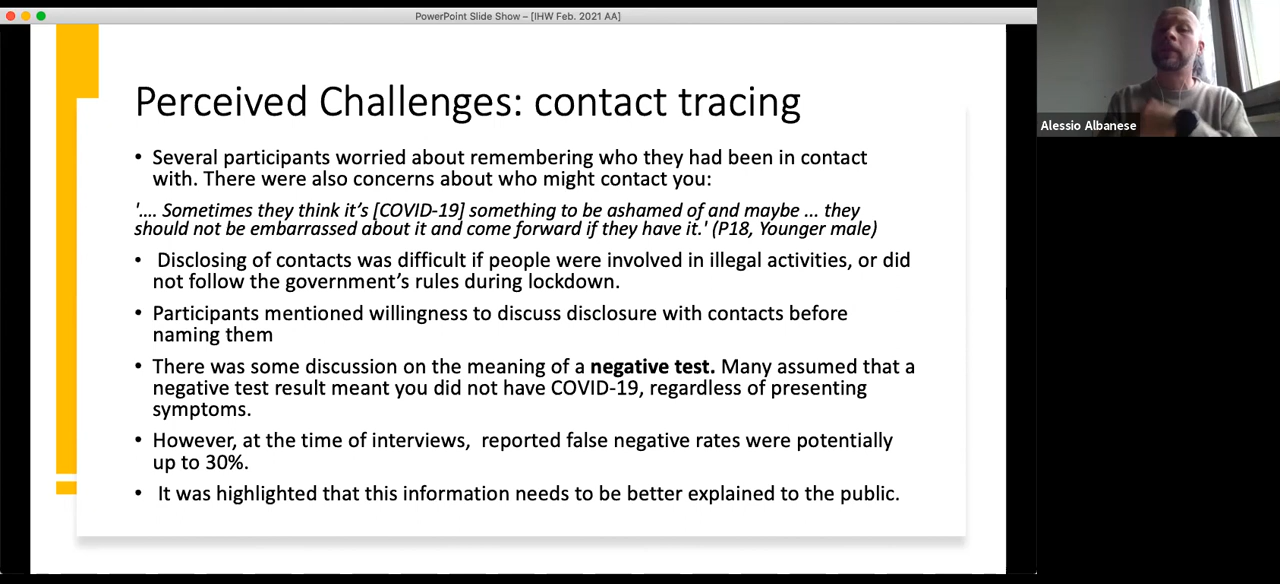 PowerPoint Slide Show – [IHW Feb. 2021 AA]
Perceived Challenges: contact tracing
• Several participants worried about remembering who they had been in contact
with. There were also concerns about who might contact you:
'.... Sometimes they think it’s [COVID-19] something to be ashamed of and maybe ... they
should not be embarrassed about it and come forward if they have it.' (P18, Younger male)
• Disclosing of contacts was difficult if people were involved in illegal activities, or did
not follow the government’s rules during lockdown.
• Participants mentioned willingness to discuss disclosure with contacts before
naming them
• There was some discussion on the meaning of a negative test. Many assumed that a
negative test result meant you did not have COVID-19, regardless of presenting
symptoms.
• However, at the time of interviews, reported false negative rates were potentially
up to 30%.
• It was highlighted that this information needs to be better explained to the public.
Alessio Albanese